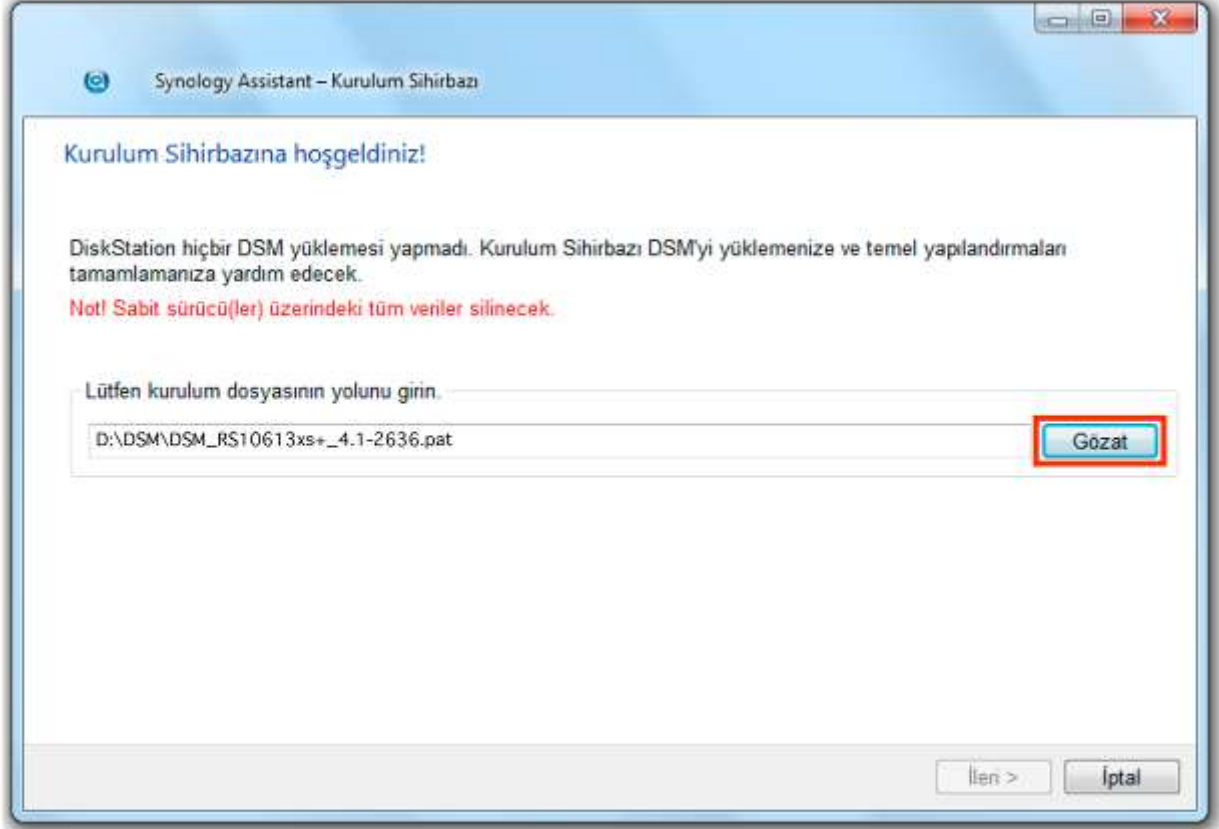 Synology Assistant – Kurulum Sihirbazı
Kurulum Sihirbazına hoşgeldiniz!
DiskStation hiçbir DSM yüklemesi yapmadı. Kurulum Sihirbazı DSM'yi yüklemenize ve temel yapılandırmaları
tamamlamanıza yardım edecek.
Not! Sabit sürücü(ler) üzerindeki tüm veriler silinecek.
Lütfen kurulum dosyasının yolunu girin.
D:\DSM\DSM_RS10613xs+_4.1-2636.pat
Gözat
İleri >
İptal